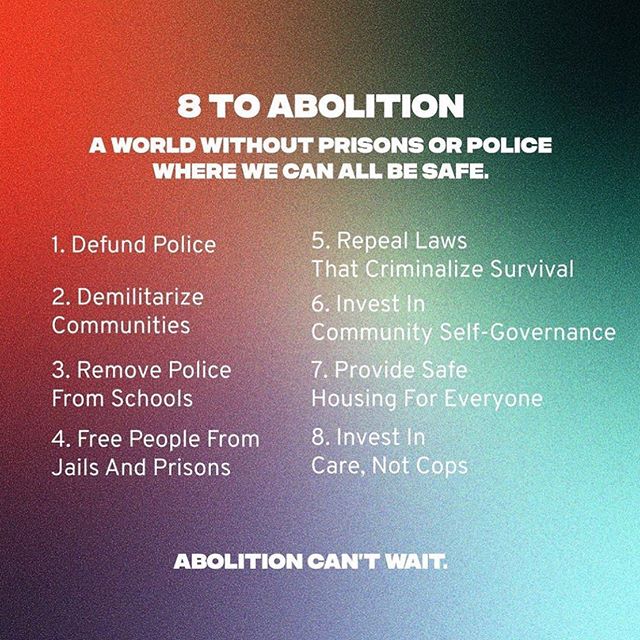 8 TO ABOLITION
A WORLD WITHOUT PRISONS OR POLICE
WHERE WE CAN ALL BE SAFE.
1. Defund Police
2. Demilitarize
Communities
3. Remove Police
From Schools
4. Free People From
Jails And Prisons
5. Repeal Laws
That Criminalize Survival
6. Invest In
Community Self-Governance
7. Provide Safe
Housing For Everyone
8. Invest In
Care, Not Cops
ABOLITION CAN'T WAIT.